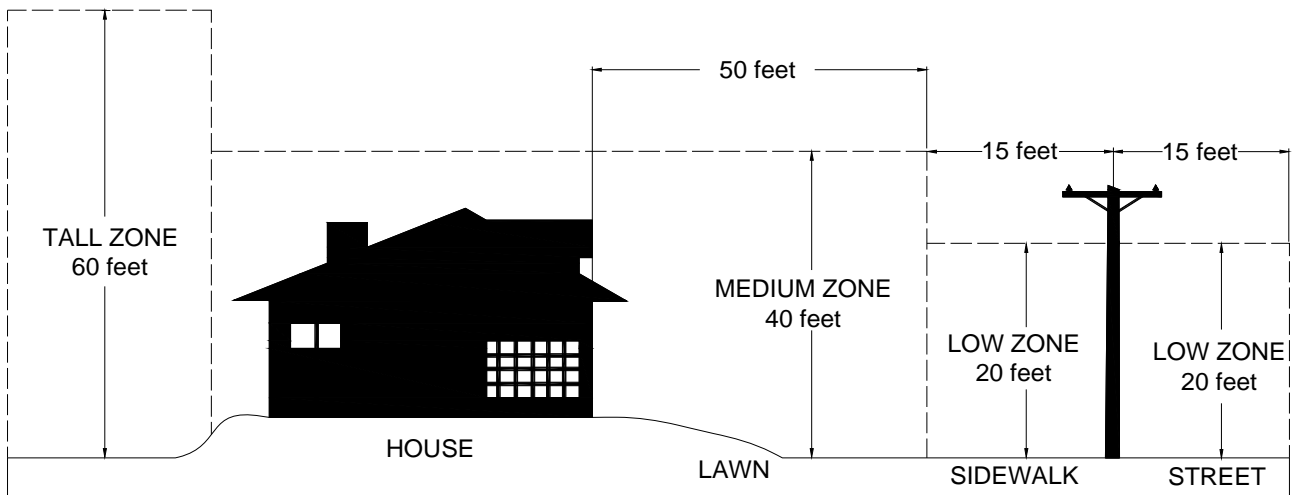 50 feet
15 feet
15 feet
TALL ZONE
60 feet
MEDIUM ZONE
40 feet
LOW ZONE
20 feet
LOW ZONE
20 feet
HOUSE
LAWN
SIDEWALK
STREET